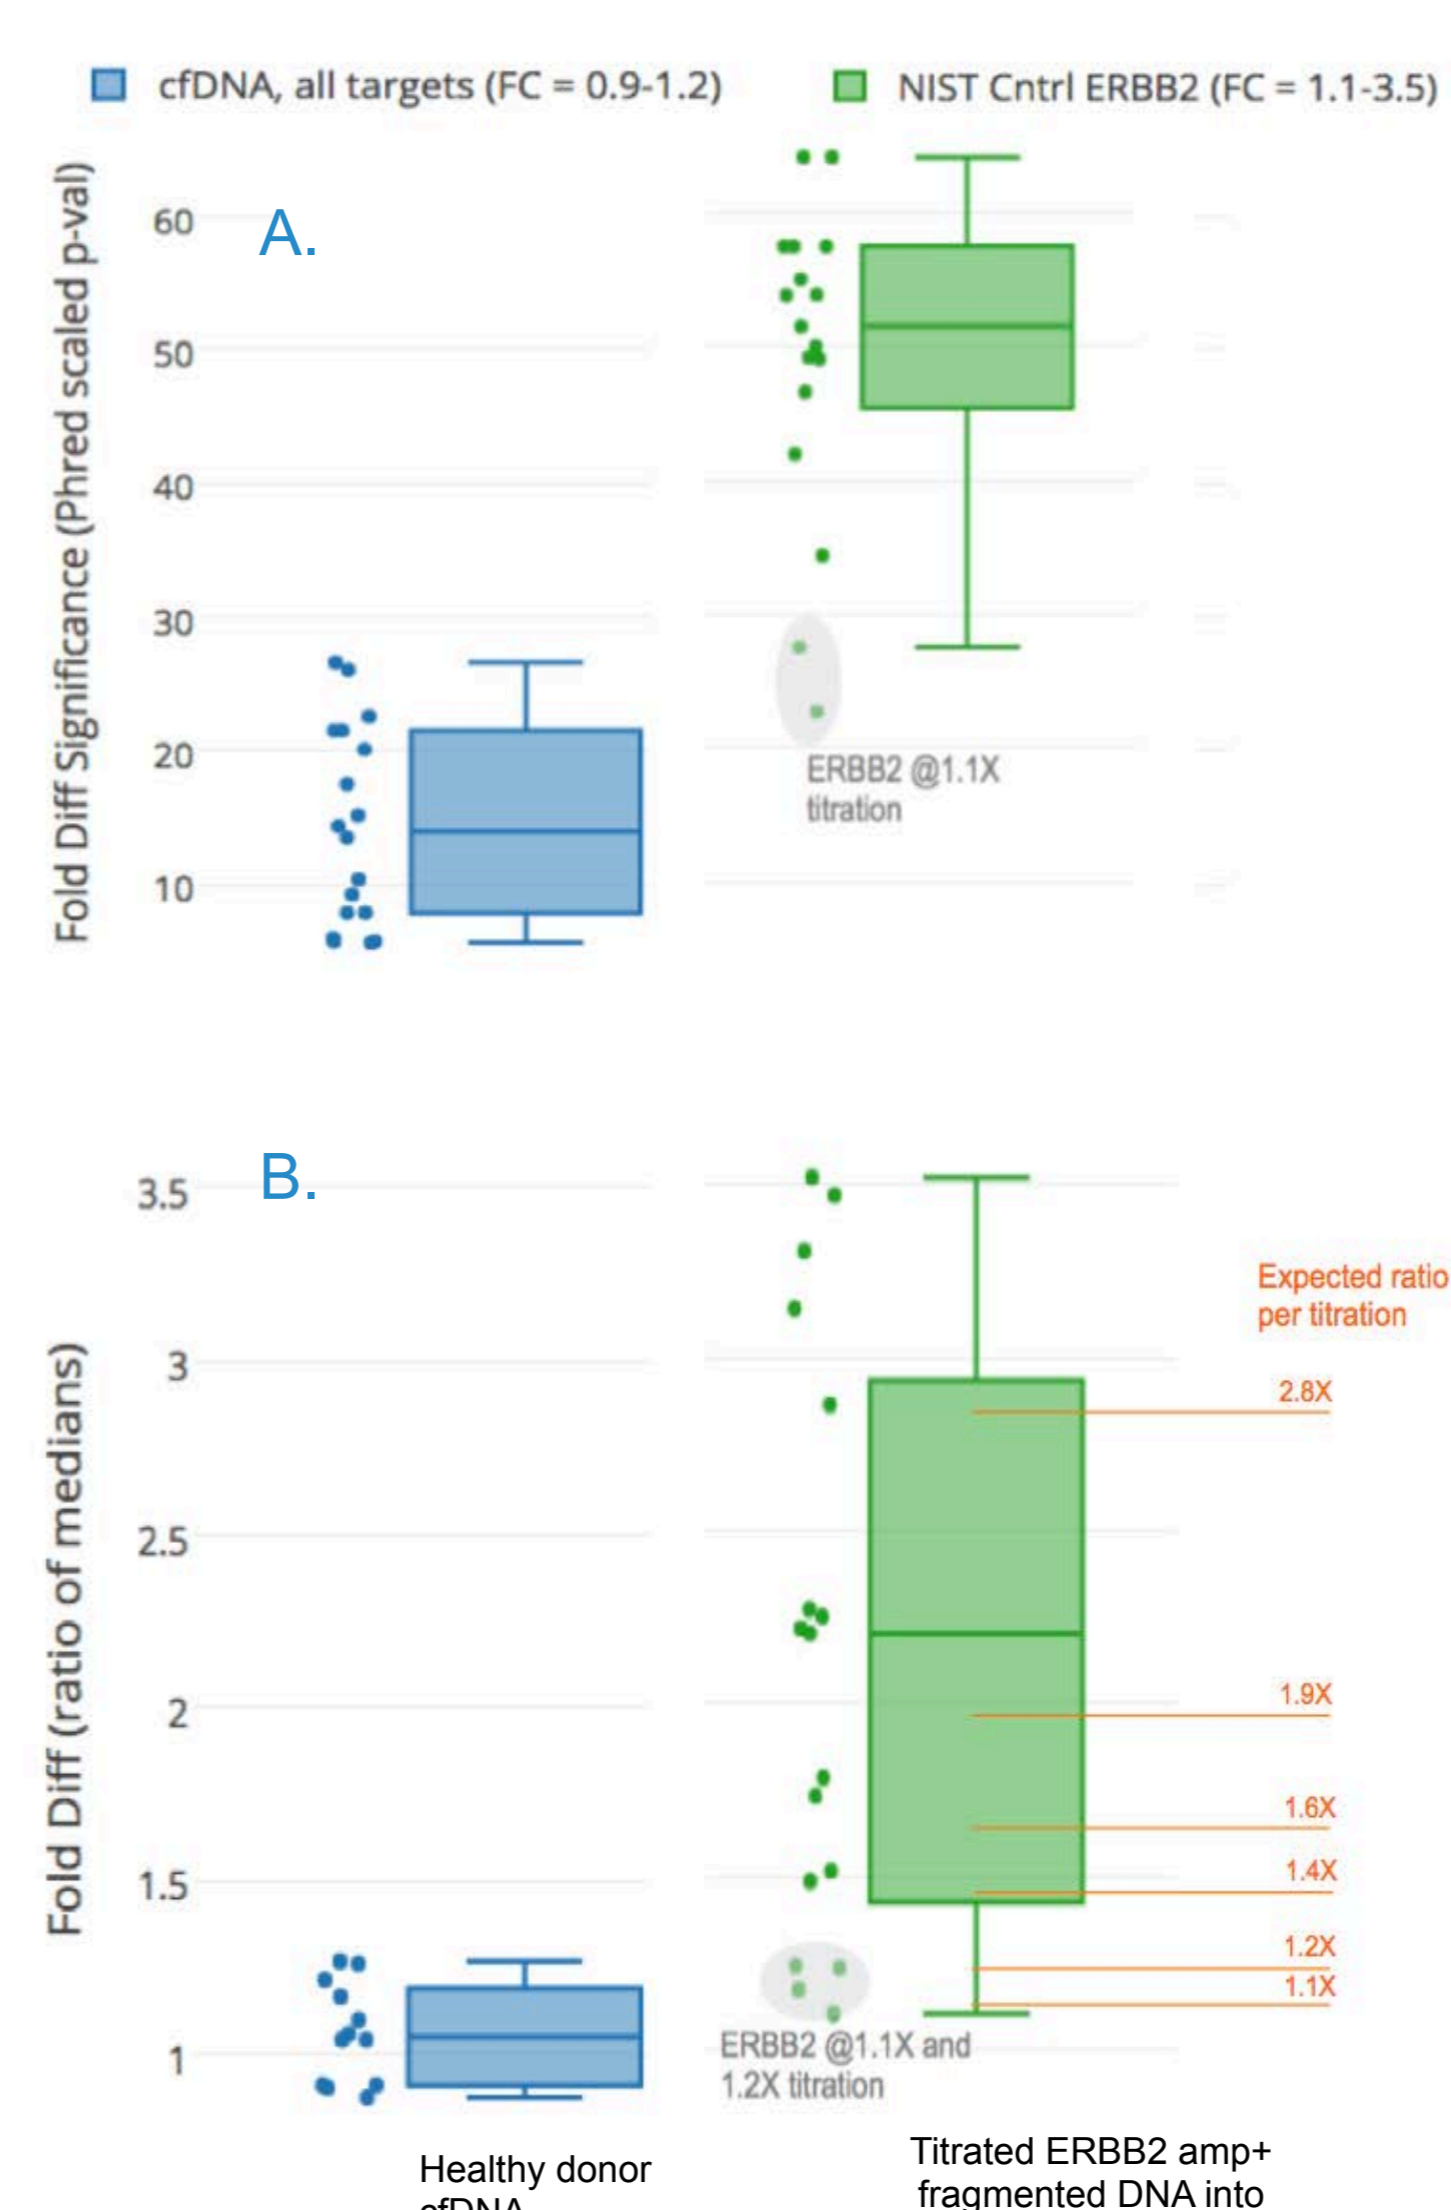 cfDNA, all targets (FC = 0.9-1.2)
NIST Cntrl ERBB2 (FC = 1.1-3.5)
A.
Fold Diff Significance (Phred scaled p-val)
60
50
40
30
20
10
ERBB2 @1.1X
titration
B.
Fold Diff (ratio of medians)
3.5
3
2.5
2
1.5
1
Expected ratio
per titration
2.8X
1.9X
1.6X
1.4X
1.2X
1.1X
ERBB2 @1.1X and
1.2X titration
Healthy donor
cfDNA
Titrated ERBB2 amp+
fragmented DNA into